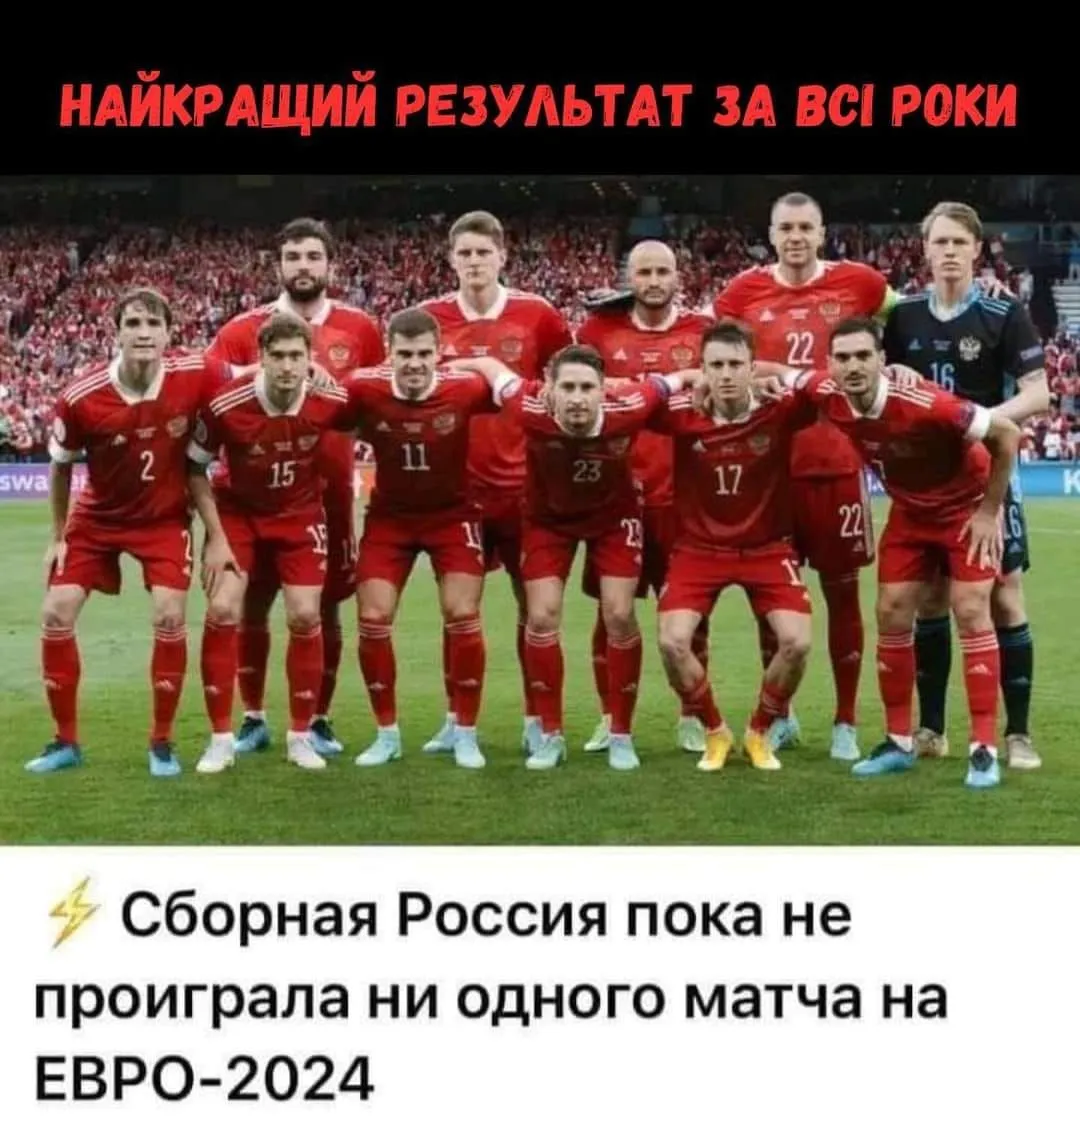 НАЙКРАЩИЙ РЕЗУЛЬТАТ ЗА ВСІ РОКИ
22
16
swa
2
15
11
23
17
22
⚡ Сборная Россия пока не
проиграла ни одного матча на
ЕВРО-2024